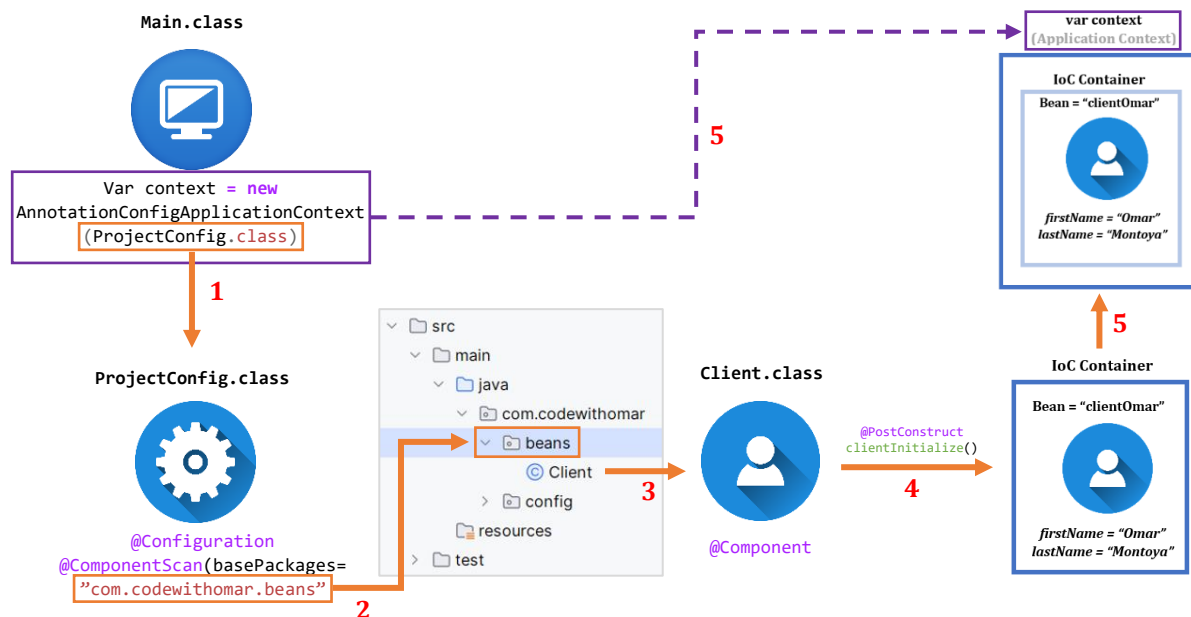 Main.class
Var context = new
AnnotationConfigApplicationContext
(ProjectConfig.class)
1
ProjectConfig.class
@Configuration
@ComponentScan(basePackages=
”com.codewithomar.beans”
2
src
main
java
com.codewithomar
beans
Client
config
resources
test
3
Client.class
@Component
@PostConstruct
clientInitialize()
4
IoC Container
Bean = “clientOmar”
firstName = “Omar”
lastName = “Montoya”
5
5
var context
(Application Context)
IoC Container
Bean = “clientOmar”
firstName = “Omar”
lastName = “Montoya”